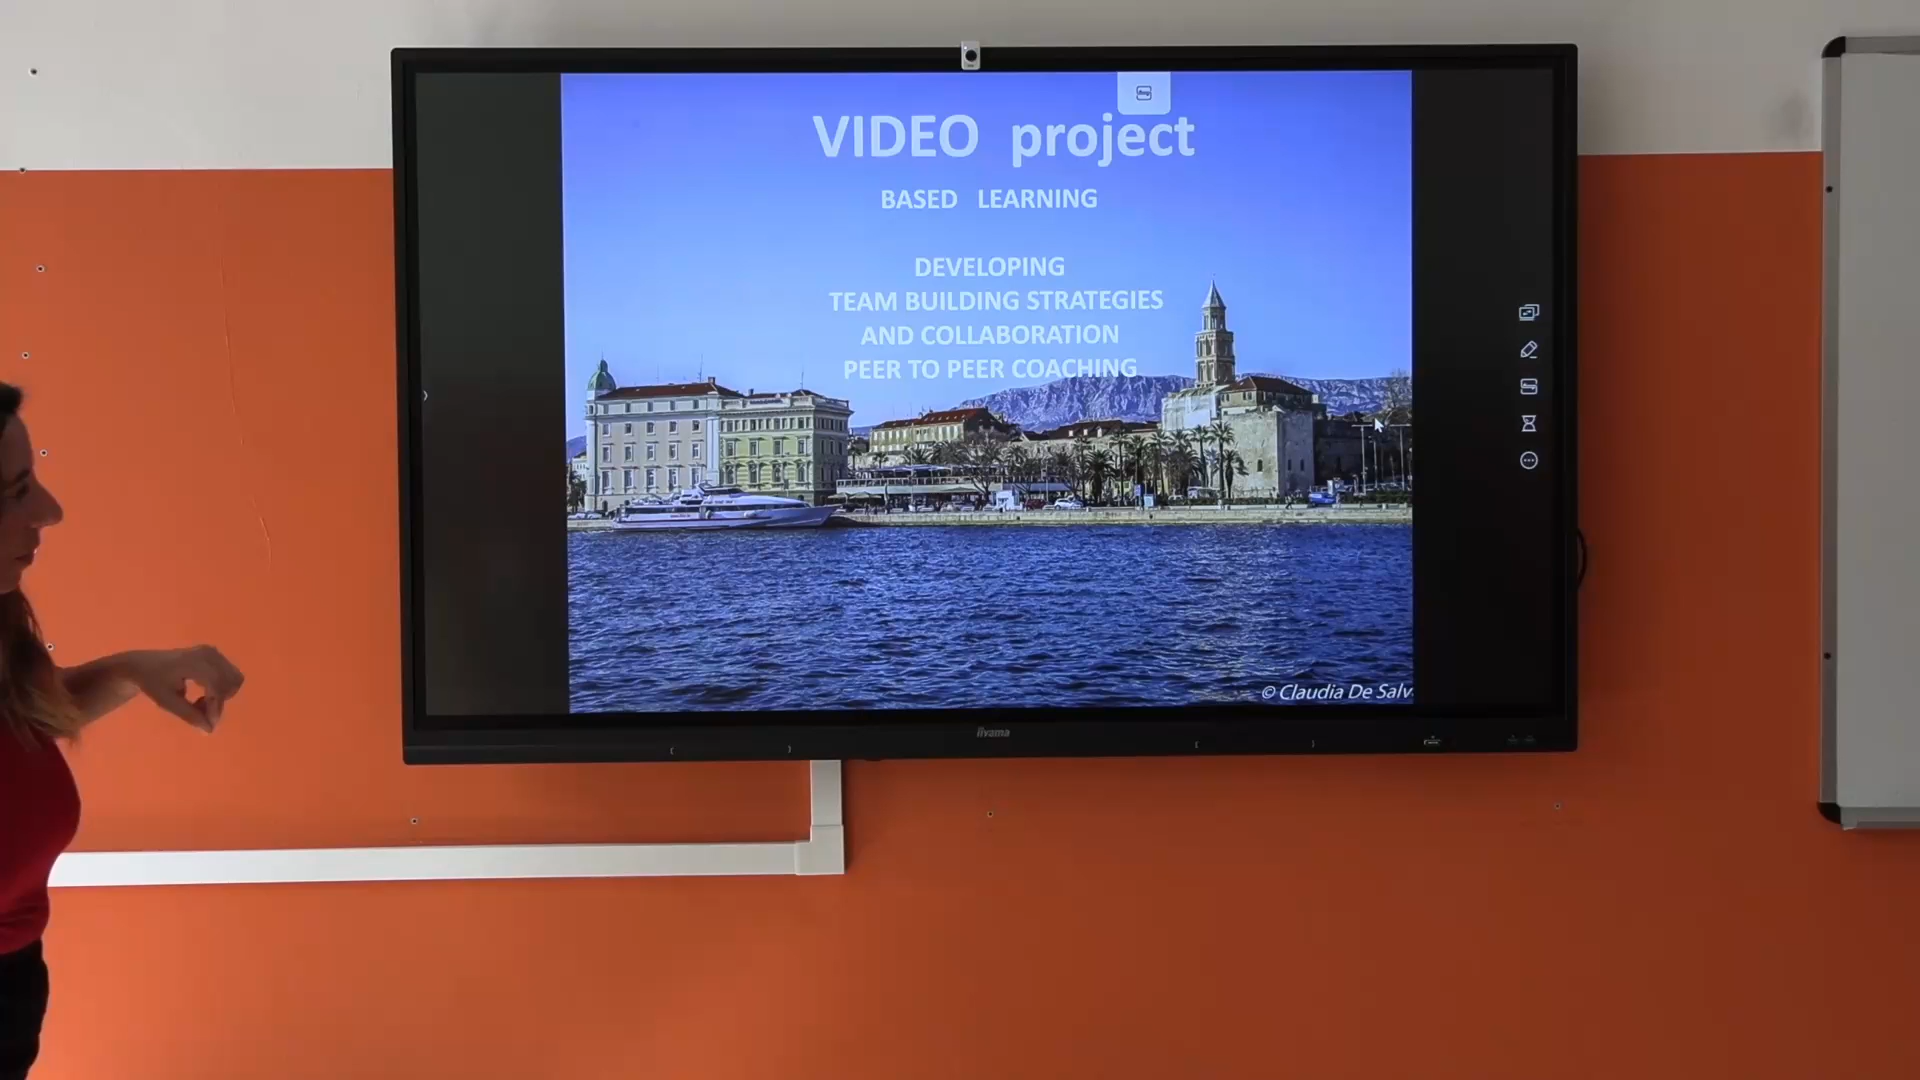 VIDEO project
BASED LEARNING
DEVELOPING
TEAM BUILDING STRATEGIES
AND COLLABORATION
PEER TO PEER COACHING
© Claudia De Salv
iiyama